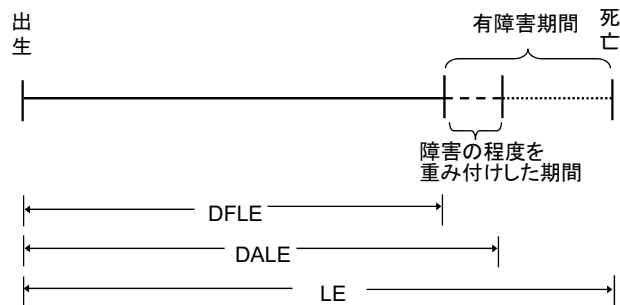 出生
有障害期間
死亡
障害の程度を
重み付けした期間
DFLE
DALE
LE